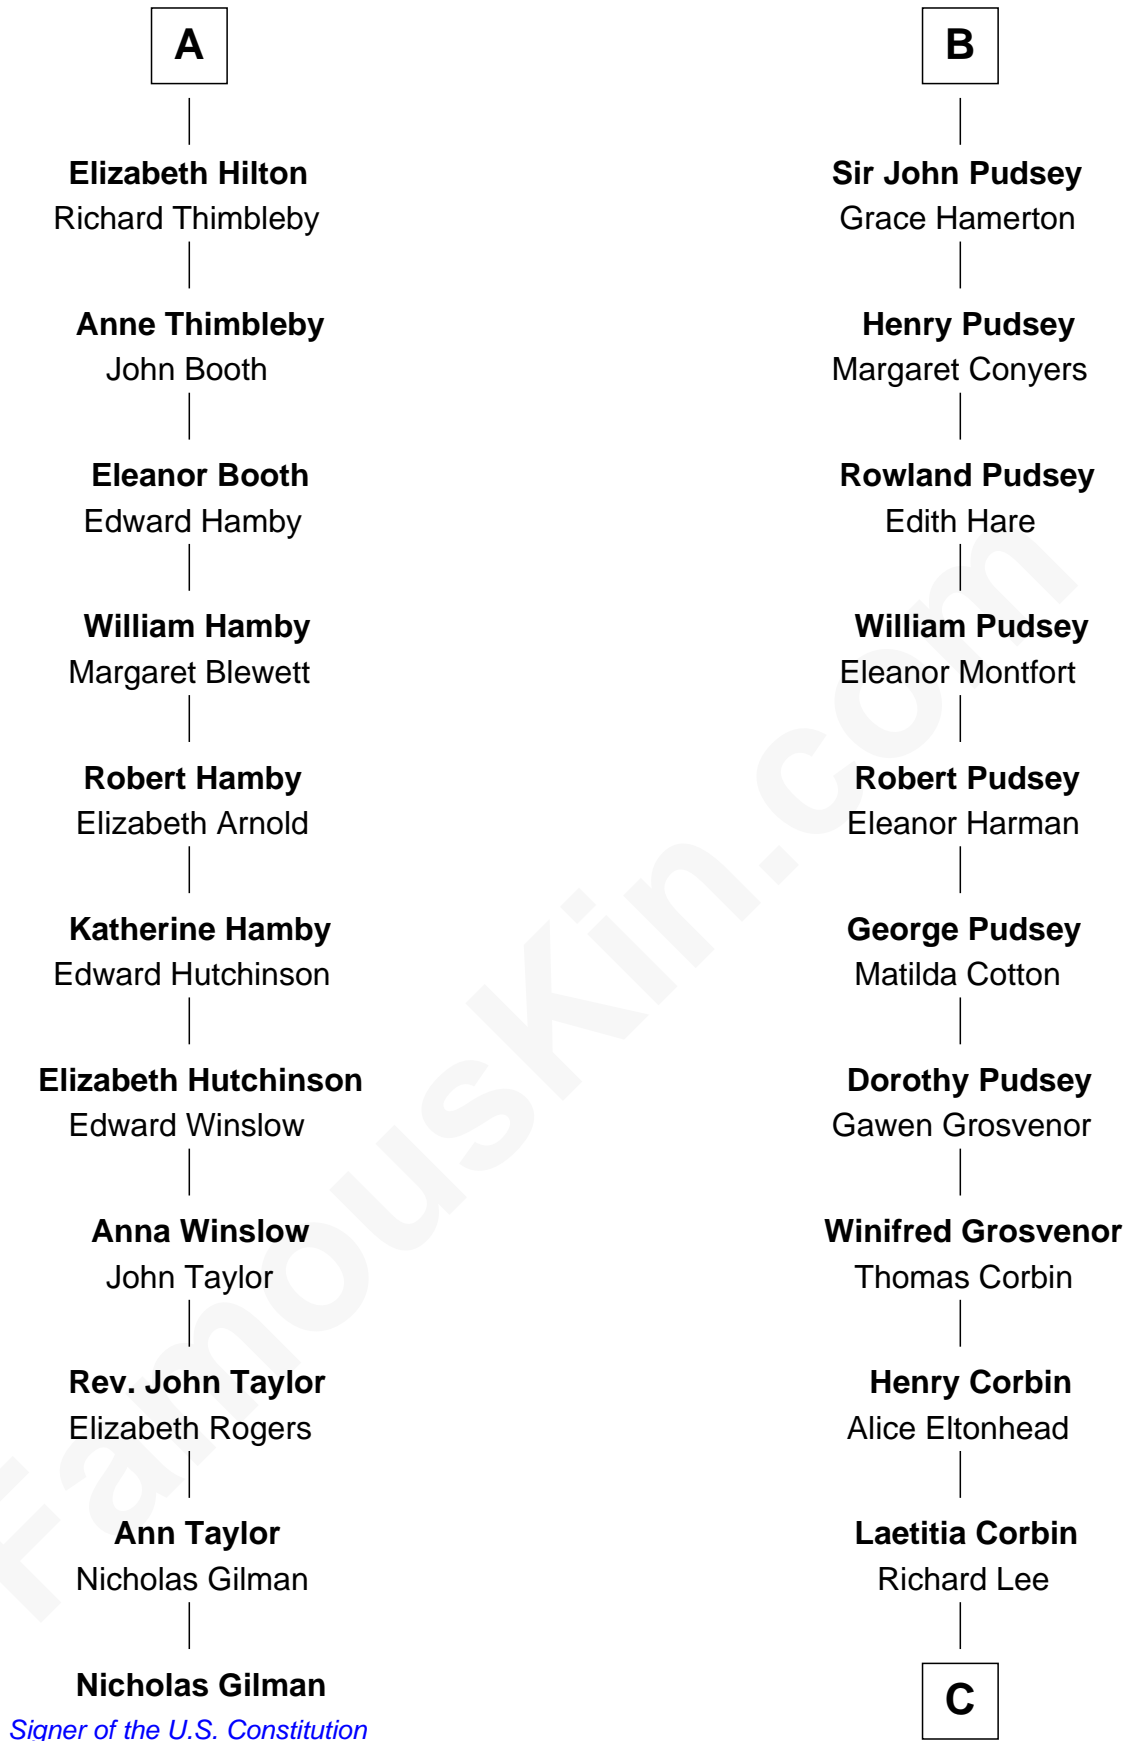 A
Elizabeth Hilton
Richard Thimbleby
Anne Thimbleby
John Booth
Eleanor Booth
Edward Hamby
William Hamby
Margaret Blewett
Robert Hamby
Elizabeth Arnold
Katherine Hamby
Edward Hutchinson
Elizabeth Hutchinson
Edward Winslow
Anna Winslow
John Taylor
Rev. John Taylor
Elizabeth Rogers
Ann Taylor
Nicholas Gilman
Nicholas Gilman
Signer of the U.S. Constitution
B
Sir John Pudsey
Grace Hamerton
Henry Pudsey
Margaret Conyers
Rowland Pudsey
Edith Hare
William Pudsey
Eleanor Montfort
Robert Pudsey
Eleanor Harman
George Pudsey
Matilda Cotton
Dorothy Pudsey
Gawen Grosvenor
Winifred Grosvenor
Thomas Corbin
Henry Corbin
Alice Eltonhead
Laetitia Corbin
Richard Lee
C
FamousKin.com